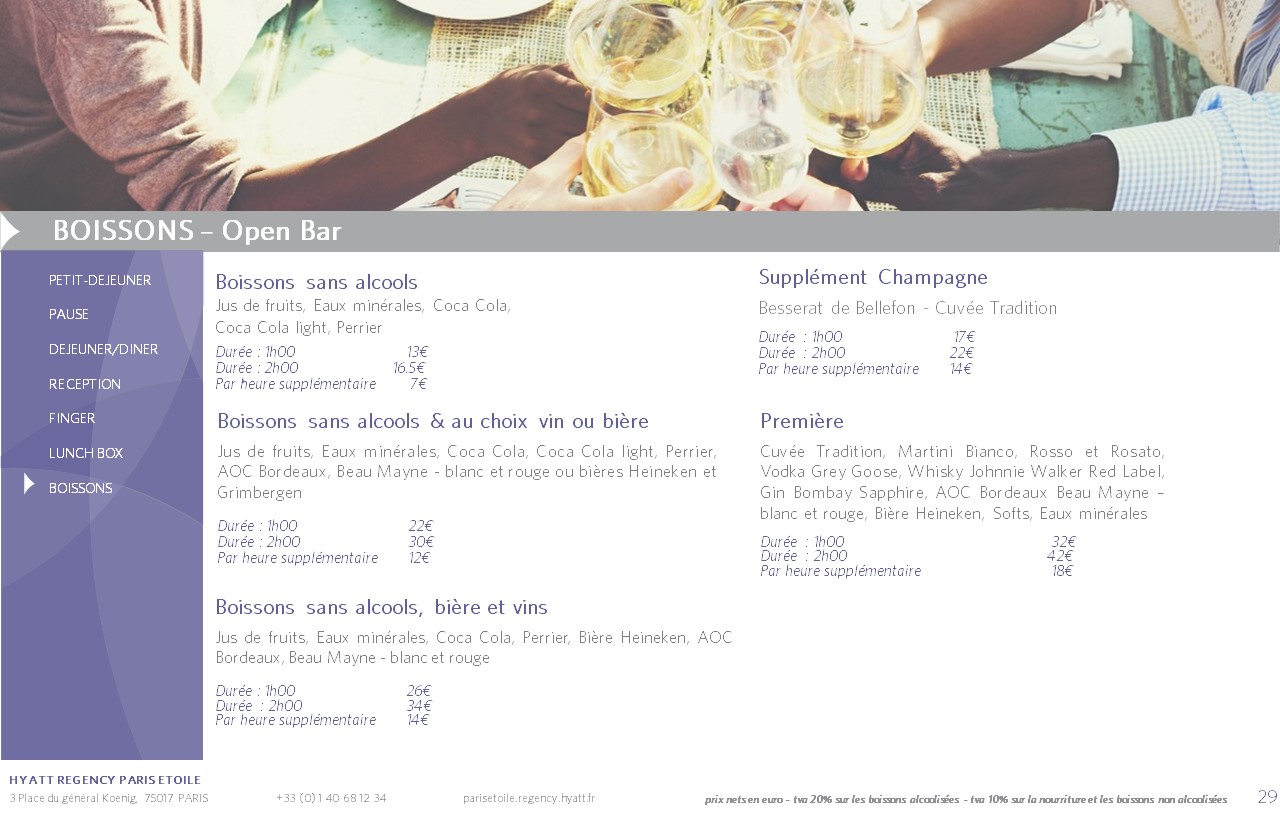 BOISSONS – Open Bar
PETIT-DEJEUNER
PAUSE
DEJEUNER/DINER
RECEPTION
FINGER
LUNCH BOX
BOISSONS
Boissons sans alcools
Jus de fruits, Eaux minérales, Coca Cola,
Coca Cola light, Perrier
Durée : 1h00 13€
Durée : 2h00 16.5€
Par heure supplémentaire 7€
Boissons sans alcools & au choix vin ou bière
Jus de fruits, Eaux minérales, Coca Cola, Coca Cola light, Perrier,
AOC Bordeaux, Beau Mayne - blanc et rouge ou bières Heineken et
Grimbergen
Durée : 1h00 22€
Durée : 2h00 30€
Par heure supplémentaire 12€
Boissons sans alcools, bière et vins
Jus de fruits, Eaux minérales, Coca Cola, Perrier, Bière Heineken, AOC
Bordeaux, Beau Mayne - blanc et rouge
Durée : 1h00 26€
Durée : 2h00 34€
Par heure supplémentaire 14€
Supplément Champagne
Besserat de Bellefon - Cuvée Tradition
Durée : 1h00 17€
Durée : 2h00 22€
Par heure supplémentaire 14€
Première
Cuvée Tradition, Martini Bianco, Rosso et Rosato,
Vodka Grey Goose, Whisky Johnnie Walker Red Label,
Gin Bombay Sapphire, AOC Bordeaux Beau Mayne –
blanc et rouge, Bière Heineken, Softs, Eaux minérales
Durée : 1h00 32€
Durée : 2h00 42€
Par heure supplémentaire 18€
HYATT REGENCY PARIS ETOILE
3 Place du général Koenig, 75017 PARIS +33 (0) 1 40 68 12 34 parisetoile.regency.hyatt.fr
prix nets en euro – tva 20% sur les boissons alcoolisées - tva 10% sur la nourriture et les boissons non alcoolisées
29